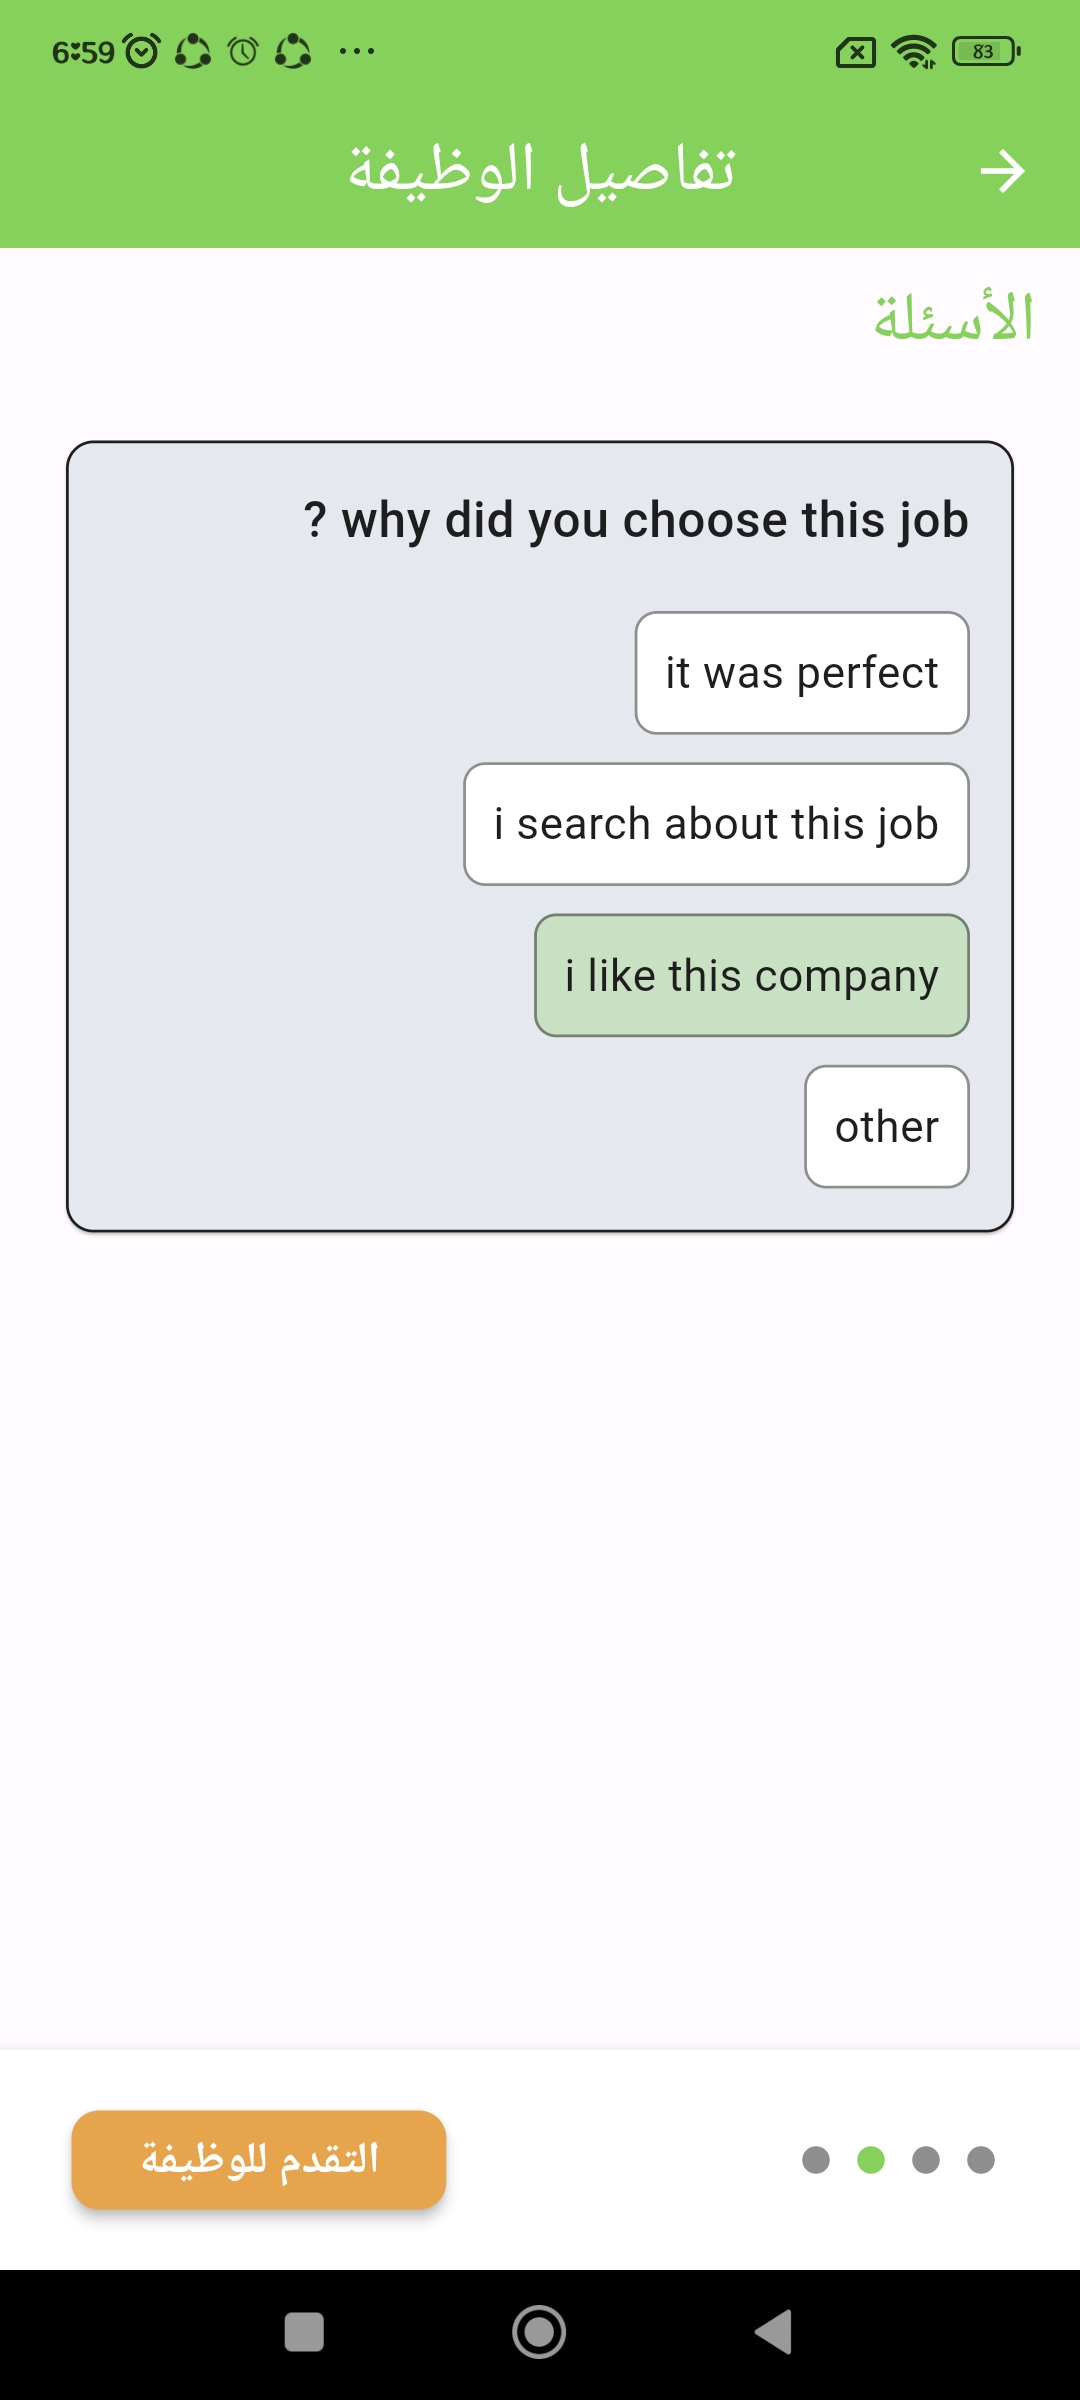 6:59
83
تفاصيل الوظيفة
الأسئلة
? why did you choose this job
it was perfect
i search about this job
i like this company
other
التقدم للوظيفة